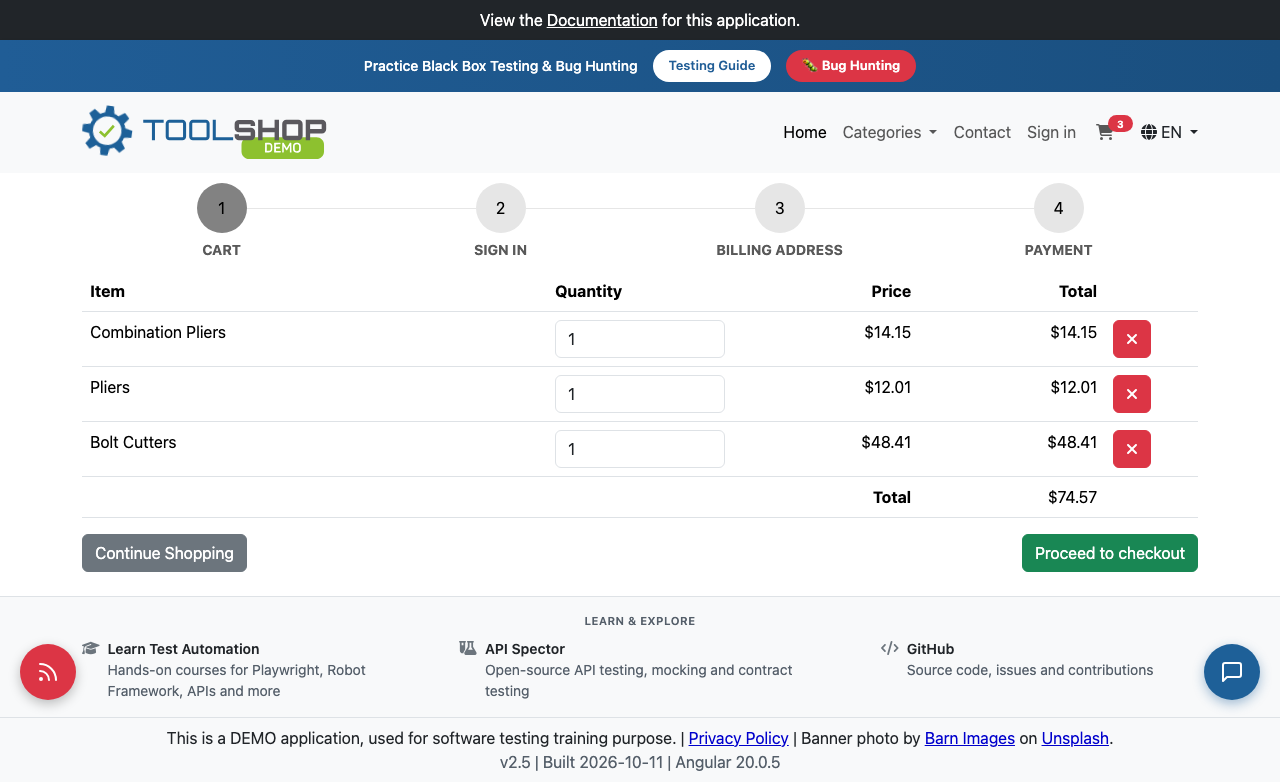 View the Documentation for this application.
Practice Black Box Testing & Bug Hunting Testing Guide 🐛 Bug Hunting
TOOLSHOP DEMO
Home Categories Contact Sign in 3 EN
1 2 3 4
CART SIGN IN BILLING ADDRESS PAYMENT
Item Quantity Price Total
Combination Pliers 1 $14.15 $14.15
Pliers 1 $12.01 $12.01
Bolt Cutters 1 $48.41 $48.41
Total $74.57
Continue Shopping Proceed to checkout
LEARN & EXPLORE
Learn Test Automation
Hands-on courses for Playwright, Robot
Framework, APIs and more
API Spector
Open-source API testing, mocking and contract
testing
GitHub
Source code, issues and contributions
This is a DEMO application, used for software testing training purpose. | Privacy Policy | Banner photo by Barn Images on Unsplash.
v2.5 | Built 2026-10-11 | Angular 20.0.5